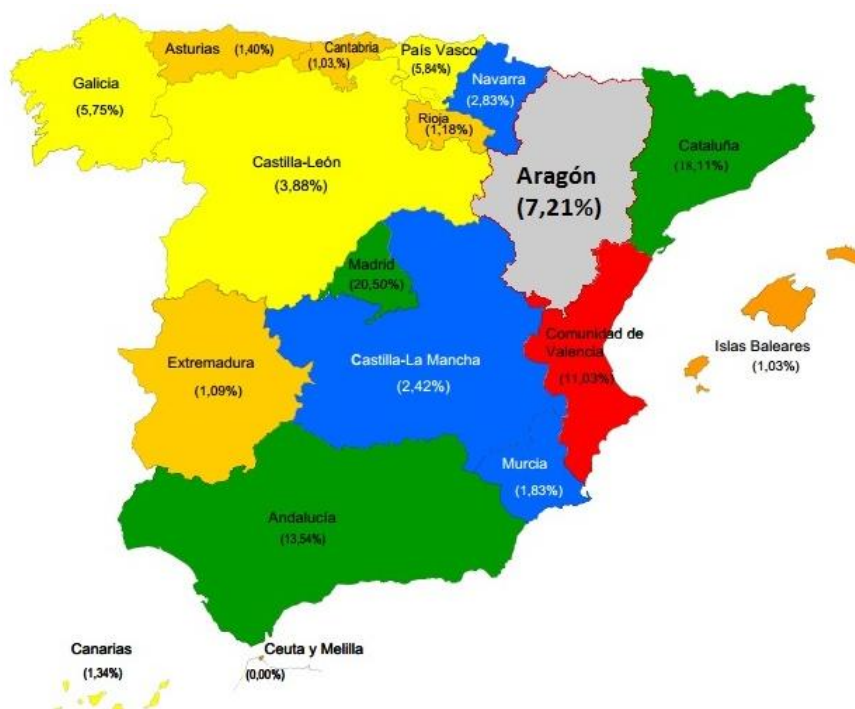 Asturias (1,40%)
Cantabria
(1,03,%)
País Vasco
(5,84%)
Galicia
(5,75%)
Navarra
(2,83%)
Rioja
(1,18%)
Castilla-León
(3,88%)
Aragón
(7,21%)
Cataluña
(18,11%)
Madrid
(20,50%)
Extremadura
(1,09%)
Castilla-La Mancha
(2,42%)
Comunidad de
Valencia
(11,03%)
Islas Baleares
(1,03%)
Murcia
(1,83%)
Andalucía
(13,54%)
Canarias
(1,34%)
Ceuta y Melilla
(0,00%)